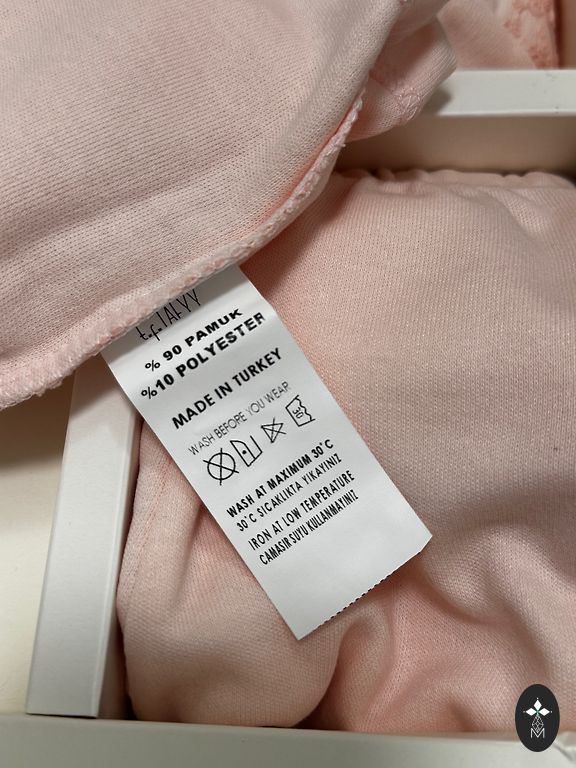 % 90 PAMUK
%10 POLYESTER
MADE IN TURKEY
WASH BEFORE YOU WEAR
WASH AT MAXIMUM 30°C
30°C SICAKLIKTA YIKAYINIZ
IRON AT LOW TEMPERATURE
ÇAMAŞIR SUYU KULLANMAYINIZ